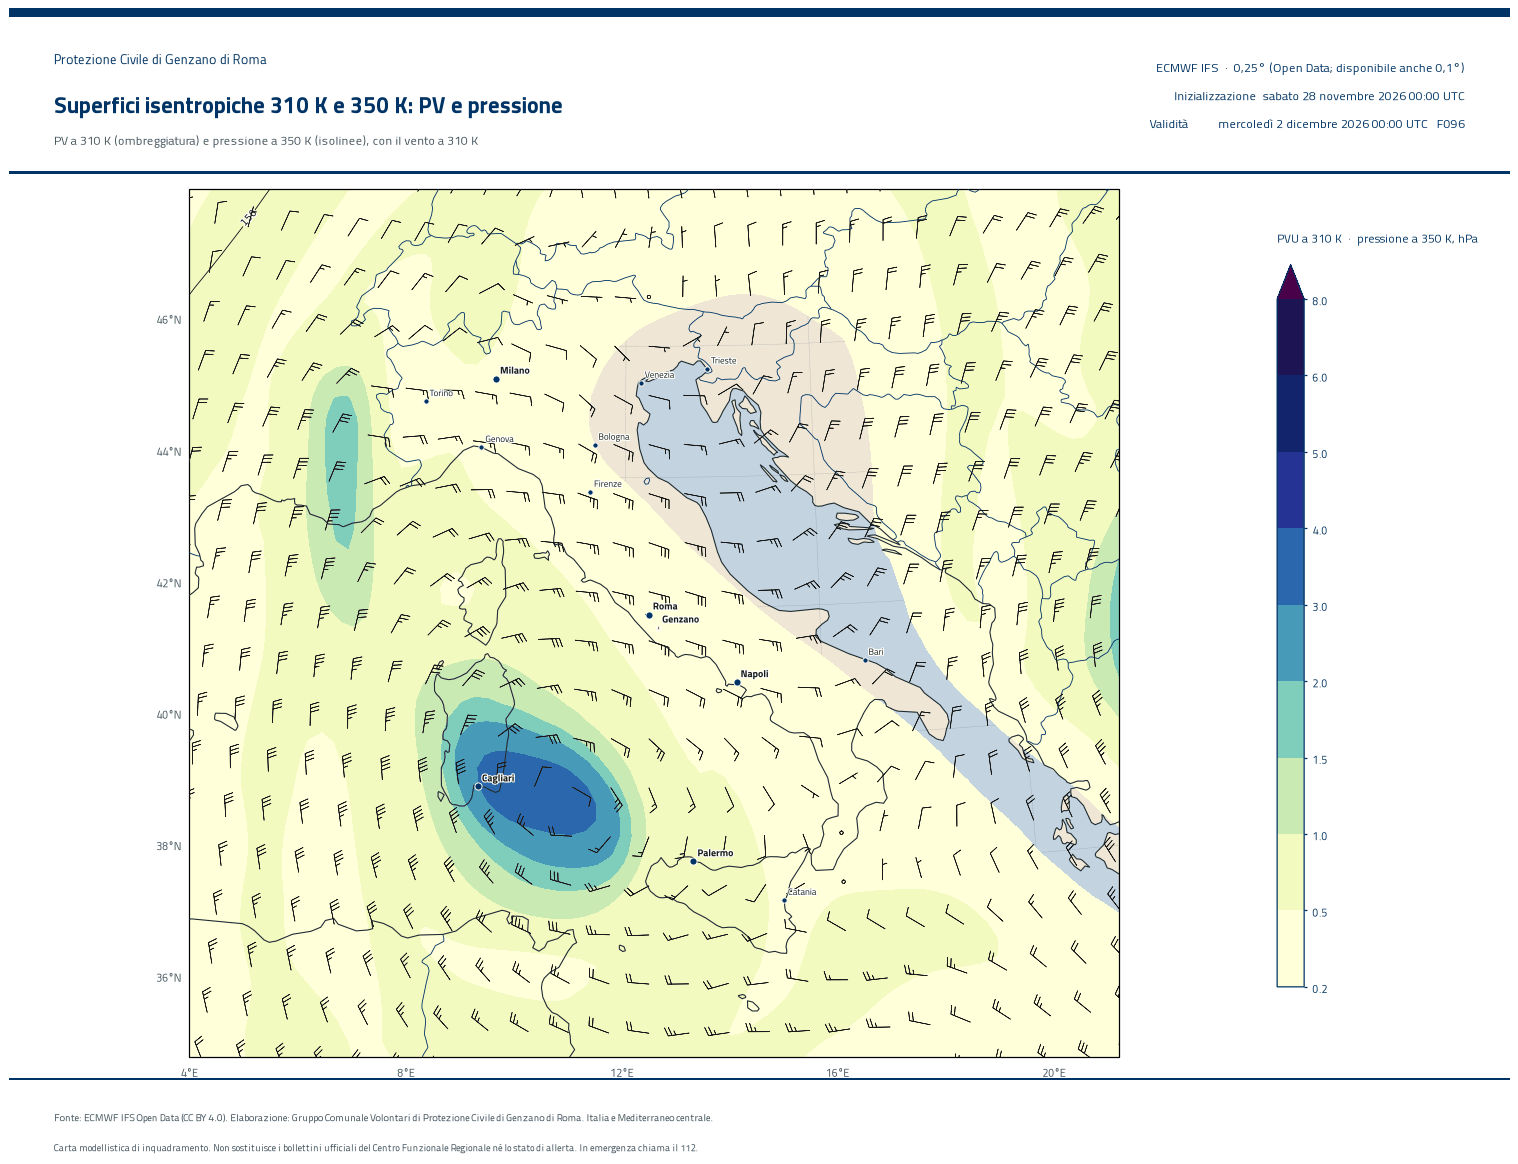 Protezione Civile di Genzano di Roma
Superfici isentropiche 310 K e 350 K: PV e pressione
PV a 310 K (ombreggiatura) e pressione a 350 K (isolinee), con il vento a 310 K
ECMWF IFS · 0,25° (Open Data; disponibile anche 0,1°)
Inizializzazione sabato 28 novembre 2026 00:00 UTC
Validità mercoledì 2 dicembre 2026 00:00 UTC F096
PVU a 310 K · pressione a 350 K, hPa
8.0
6.0
5.0
4.0
3.0
2.0
1.5
1.0
0.5
0.2
46°N
44°N
42°N
40°N
38°N
36°N
4°E
8°E
12°E
16°E
20°E
Trieste
Venezia
Milano
Torino
Bologna
Genova
Firenze
Roma
Genzano
Bari
Napoli
Cagliari
Palermo
Catania
Fonte: ECMWF IFS Open Data (CC BY 4.0). Elaborazione: Gruppo Comunale Volontari di Protezione Civile di Genzano di Roma. Italia e Mediterraneo centrale.
Carta modellistica di inquadramento. Non sostituisce i bollettini ufficiali del Centro Funzionale Regionale né lo stato di allerta. In emergenza chiama il 112.